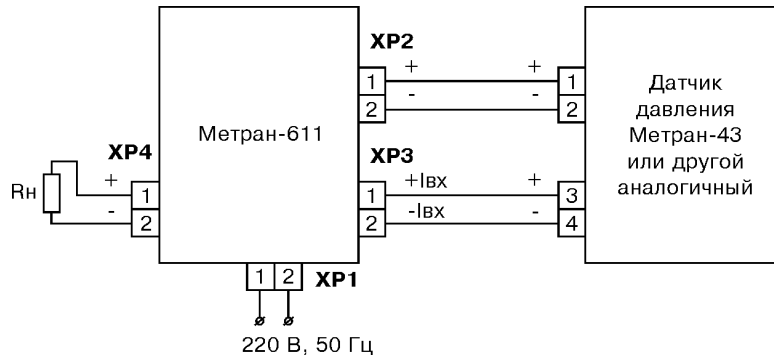 XP2
+ +
1 1
- -
2 2
Датчик
давления
Метран-43
или другой
аналогичный
Метран-611
XP4
XP3
Rн
+
1
-
2
1 +Iвх + 3
2 -Iвх - 4
1 2
XP1
220 В, 50 Гц